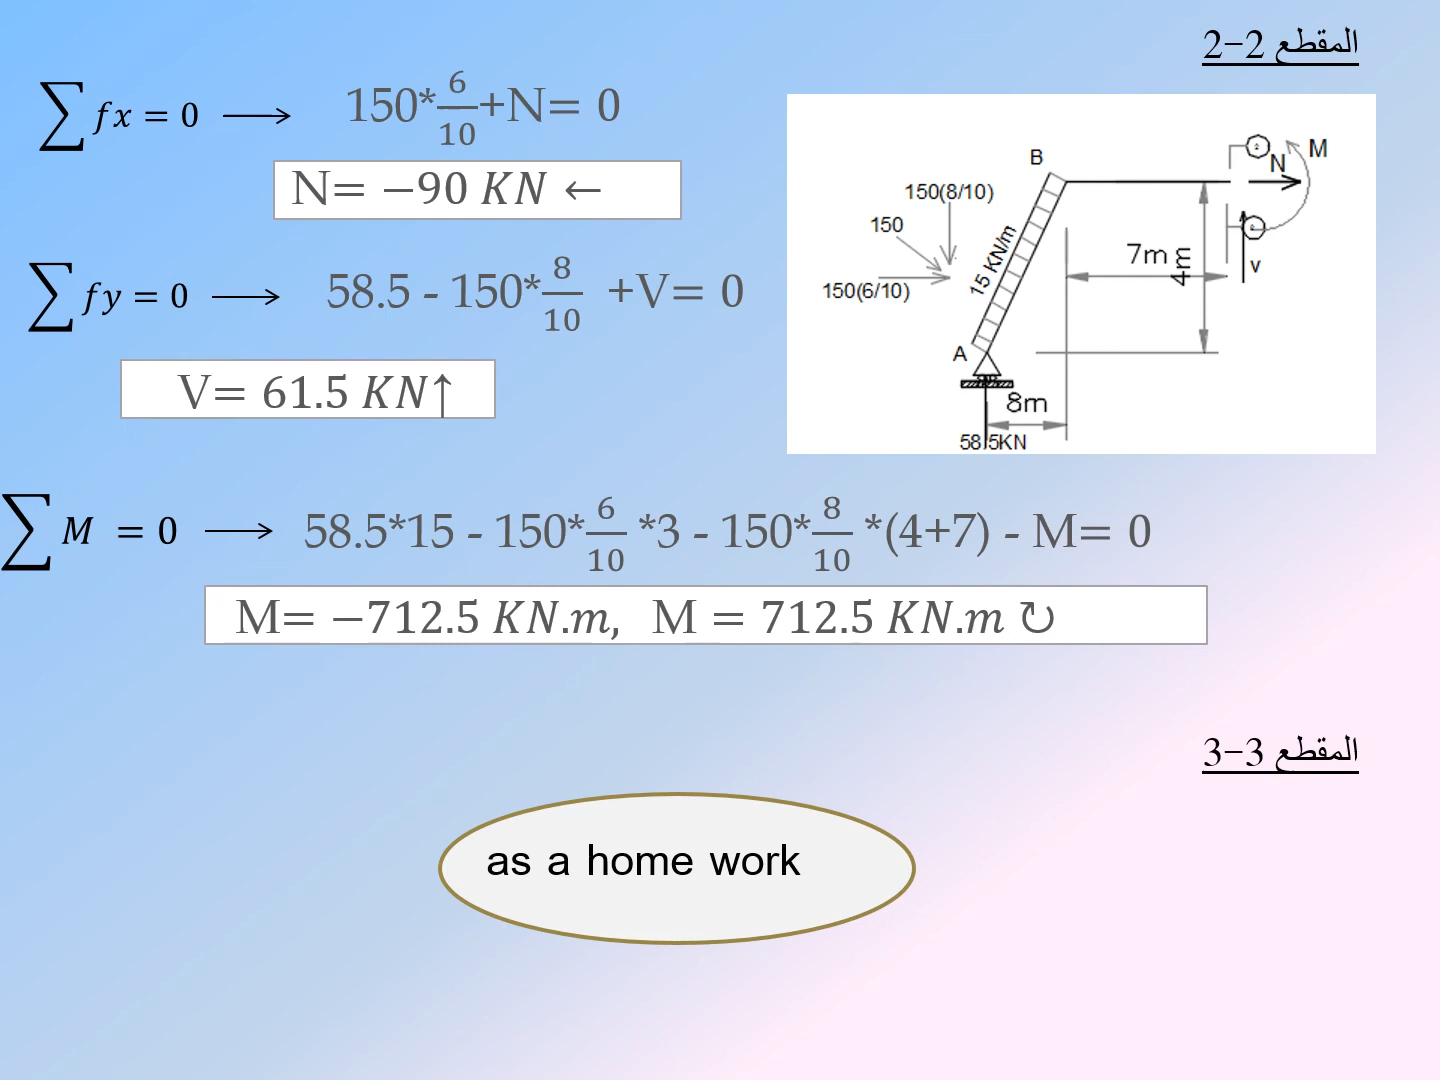 المقطع 2-2
∑fx = 0 ⟶ 150*6/10+N= 0
N= −90 KN ←
∑fy = 0 ⟶ 58.5 - 150*8/10 +V= 0
V= 61.5 KN↑
∑M = 0 ⟶ 58.5*15 - 150*6/10 *3 - 150*8/10 *(4+7) - M= 0
M= −712.5 KN.m, M = 712.5 KN.m ↻
B
2
N
M
150(8/10)
150
150(6/10)
15 KN/m
7m
4m
2
v
A
8m
58.5KN
المقطع 3-3
as a home work